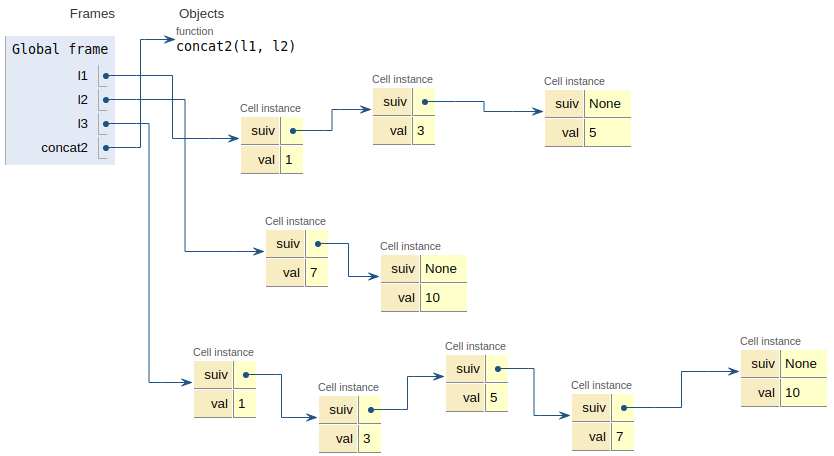 Frames
Objects
function
concat2(l1, l2)
Global frame
l1
l2
l3
concat2
Cell instance
suiv
val 1
Cell instance
suiv
val 3
Cell instance
suiv None
val 5
Cell instance
suiv
val 7
Cell instance
suiv None
val 10
Cell instance
suiv
val 1
Cell instance
suiv
val 3
Cell instance
suiv
val 5
Cell instance
suiv
val 7
Cell instance
suiv None
val 10